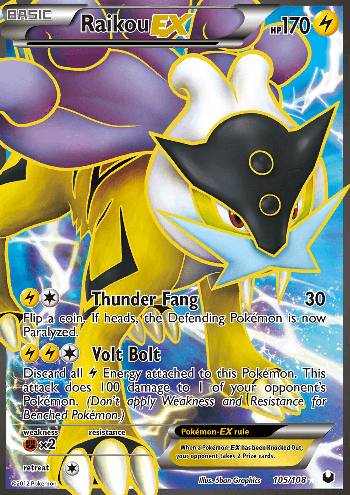 BASIC
Raikou EX HP170
Thunder Fang 30
Flip a coin. If heads, the Defending Pokémon is now
Paralyzed.
Volt Bolt
Discard all Energy attached to this Pokémon. This
attack does 100 damage to 1 of your opponent's
Pokémon. (Don't apply Weakness and Resistance for
Benched Pokémon.)
weakness resistance
×2
Pokémon-EX rule
When a Pokémon-EX has been Knocked Out,
your opponent takes 2 Prize cards.
retreat
©2012 Pokémon
Illus. 5ban Graphics 105/108